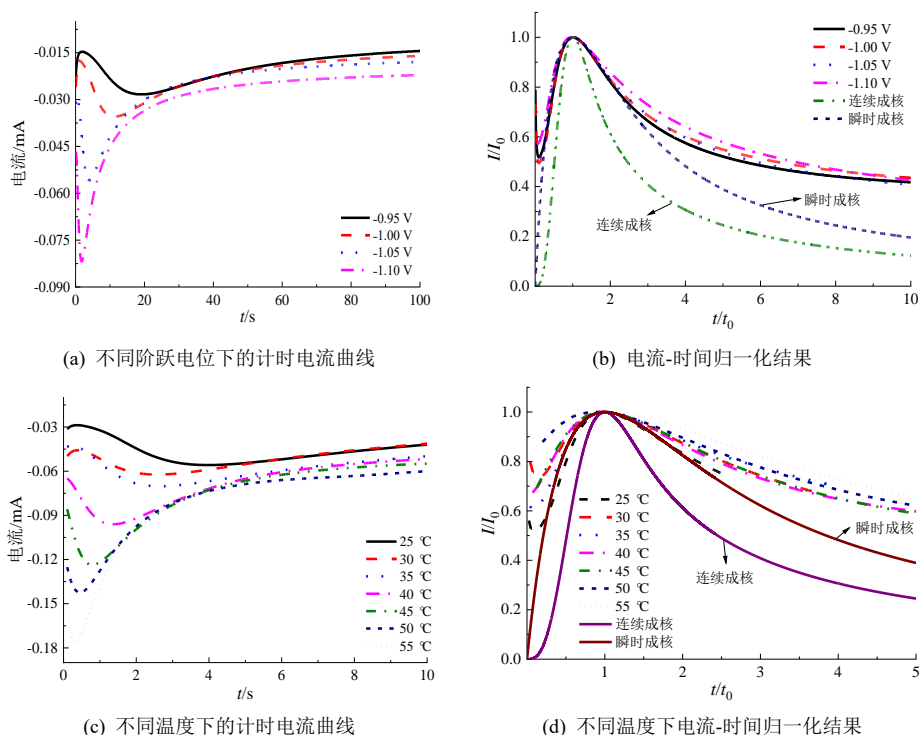 -0.015
-0.030
-0.045
-0.060
-0.075
-0.090
电流/mA
-0.95 V
-1.00 V
-1.05 V
-1.10 V
0 20 40 60 80 100
t/s
(a) 不同阶跃电位下的计时电流曲线
1.0
0.8
0.6
0.4
0.2
0.0
I/I₀
-0.95 V
-1.00 V
-1.05 V
-1.10 V
连续成核
瞬时成核
瞬时成核
连续成核
0 2 4 6 8 10
t/t₀
(b) 电流-时间归一化结果
-0.03
-0.06
-0.09
-0.12
-0.15
-0.18
电流/mA
25 ℃
30 ℃
35 ℃
40 ℃
45 ℃
50 ℃
55 ℃
0 2 4 6 8 10
t/s
(c) 不同温度下的计时电流曲线
1.0
0.8
0.6
0.4
0.2
0.0
I/I₀
25 ℃
30 ℃
35 ℃
40 ℃
45 ℃
50 ℃
55 ℃
连续成核
瞬时成核
瞬时成核
连续成核
0 1 2 3 4 5
t/t₀
(d) 不同温度下电流-时间归一化结果